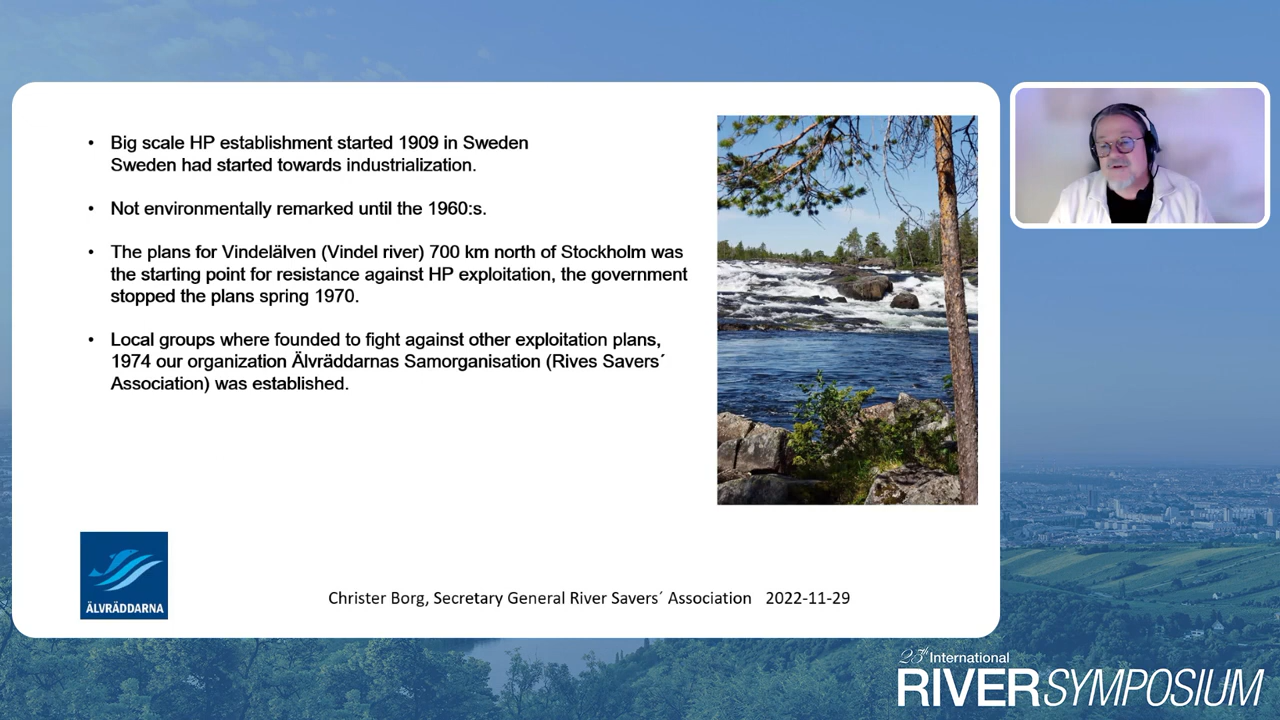 • Big scale HP establishment started 1909 in Sweden
Sweden had started towards industrialization.
• Not environmentally remarked until the 1960:s.
• The plans for Vindelälven (Vindel river) 700 km north of Stockholm was
the starting point for resistance against HP exploitation, the government
stopped the plans spring 1970.
• Local groups where founded to fight against other exploitation plans,
1974 our organization Älvräddarnas Samorganisation (Rives Savers´
Association) was established.
ÄLVRÄDDARNA
Christer Borg, Secretary General River Savers´ Association 2022-11-29
25th International
RIVERSYMPOSIUM